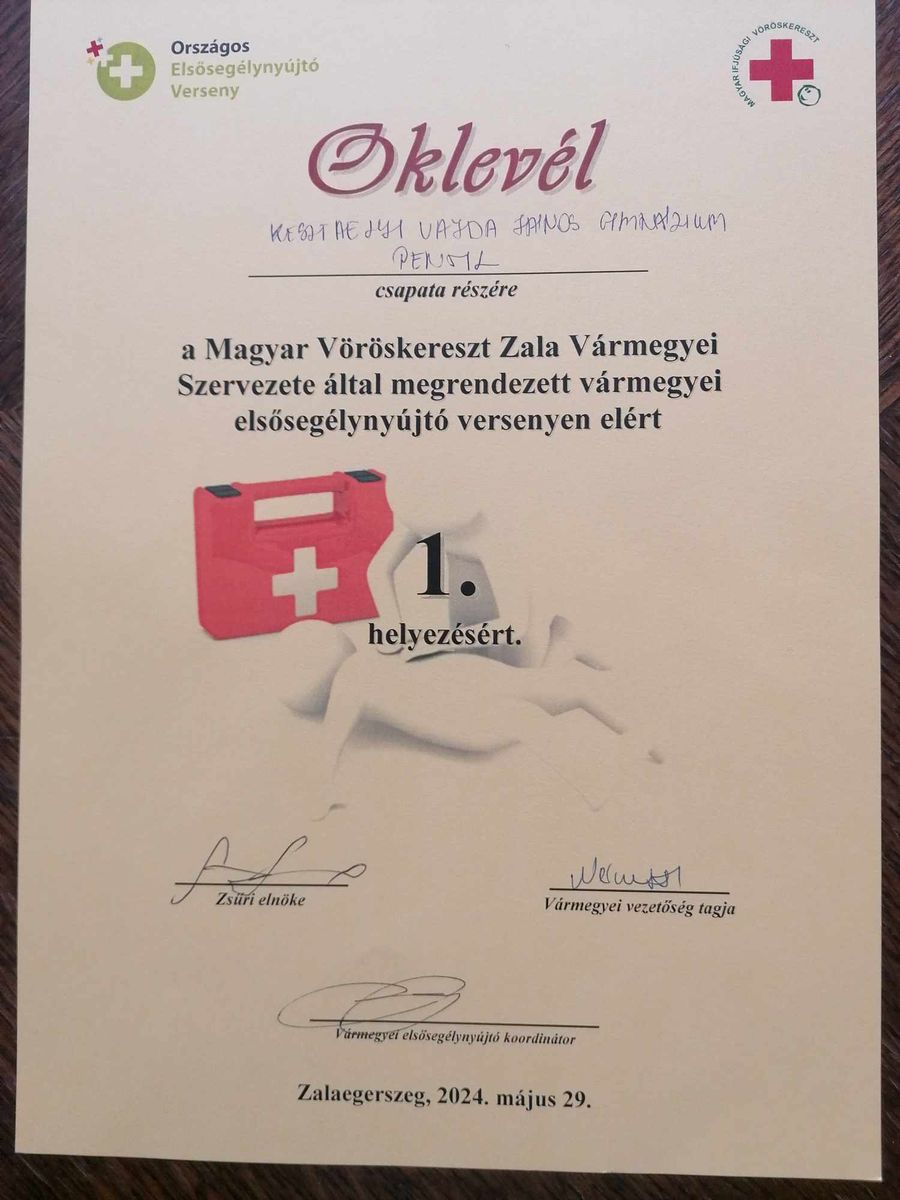 Országos
Elsősegélynyújtó
Verseny
MAGYAR IFJÚSÁGI VÖRÖSKERESZT
Oklevél
KESZTHELYI VAJDA JÁNOS GIMNÁZIUM
csapata részére
a Magyar Vöröskereszt Zala Vármegyei
Szervezete által megrendezett vármegyei
elsősegélynyújtó versenyen elért
1.
helyezésért.
Zsűri elnöke
Vármegyei vezetőség tagja
Vármegyei elsősegélynyújtó koordinátor
Zalaegerszeg, 2024. május 29.